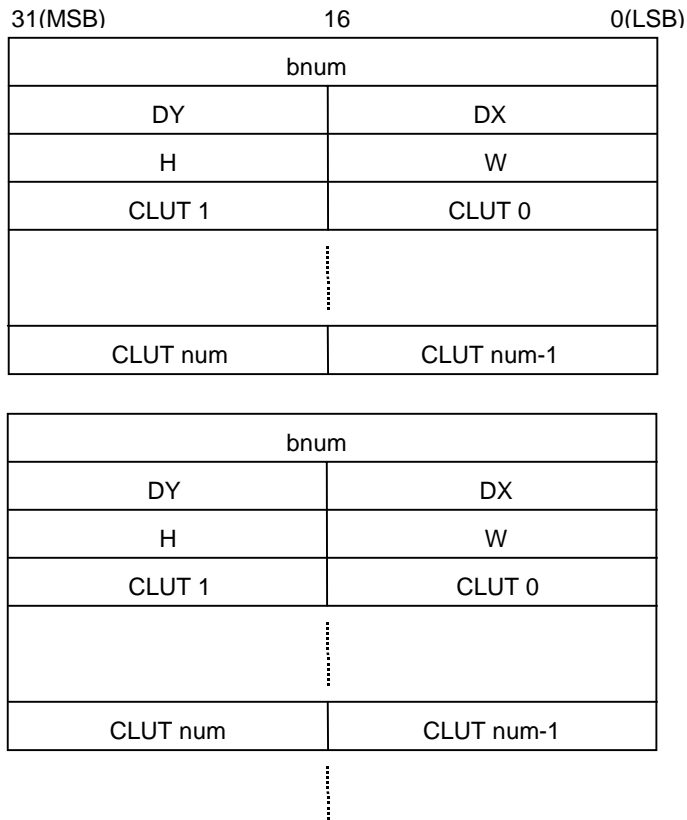 31(MSB) 16 0(LSB)
bnum
DY DX
H W
CLUT 1 CLUT 0
CLUT num CLUT num-1
bnum
DY DX
H W
CLUT 1 CLUT 0
CLUT num CLUT num-1